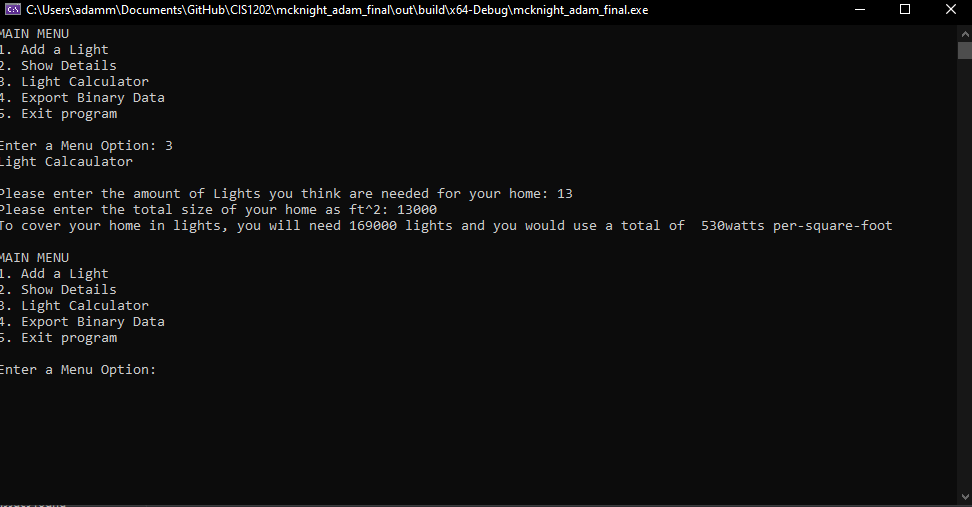 C:\Users\adamm\Documents\GitHub\CIS1202\mcknight_adam_final\out\build\x64-Debug\mcknight_adam_final.exe
MAIN MENU
1. Add a Light
2. Show Details
3. Light Calculator
4. Export Binary Data
5. Exit program
Enter a Menu Option: 3
Light Calcaulator
Please enter the amount of Lights you think are needed for your home: 13
Please enter the total size of your home as ft^2: 13000
To cover your home in lights, you will need 169000 lights and you would use a total of  530watts per-square-foot
MAIN MENU
1. Add a Light
2. Show Details
3. Light Calculator
4. Export Binary Data
5. Exit program
Enter a Menu Option: